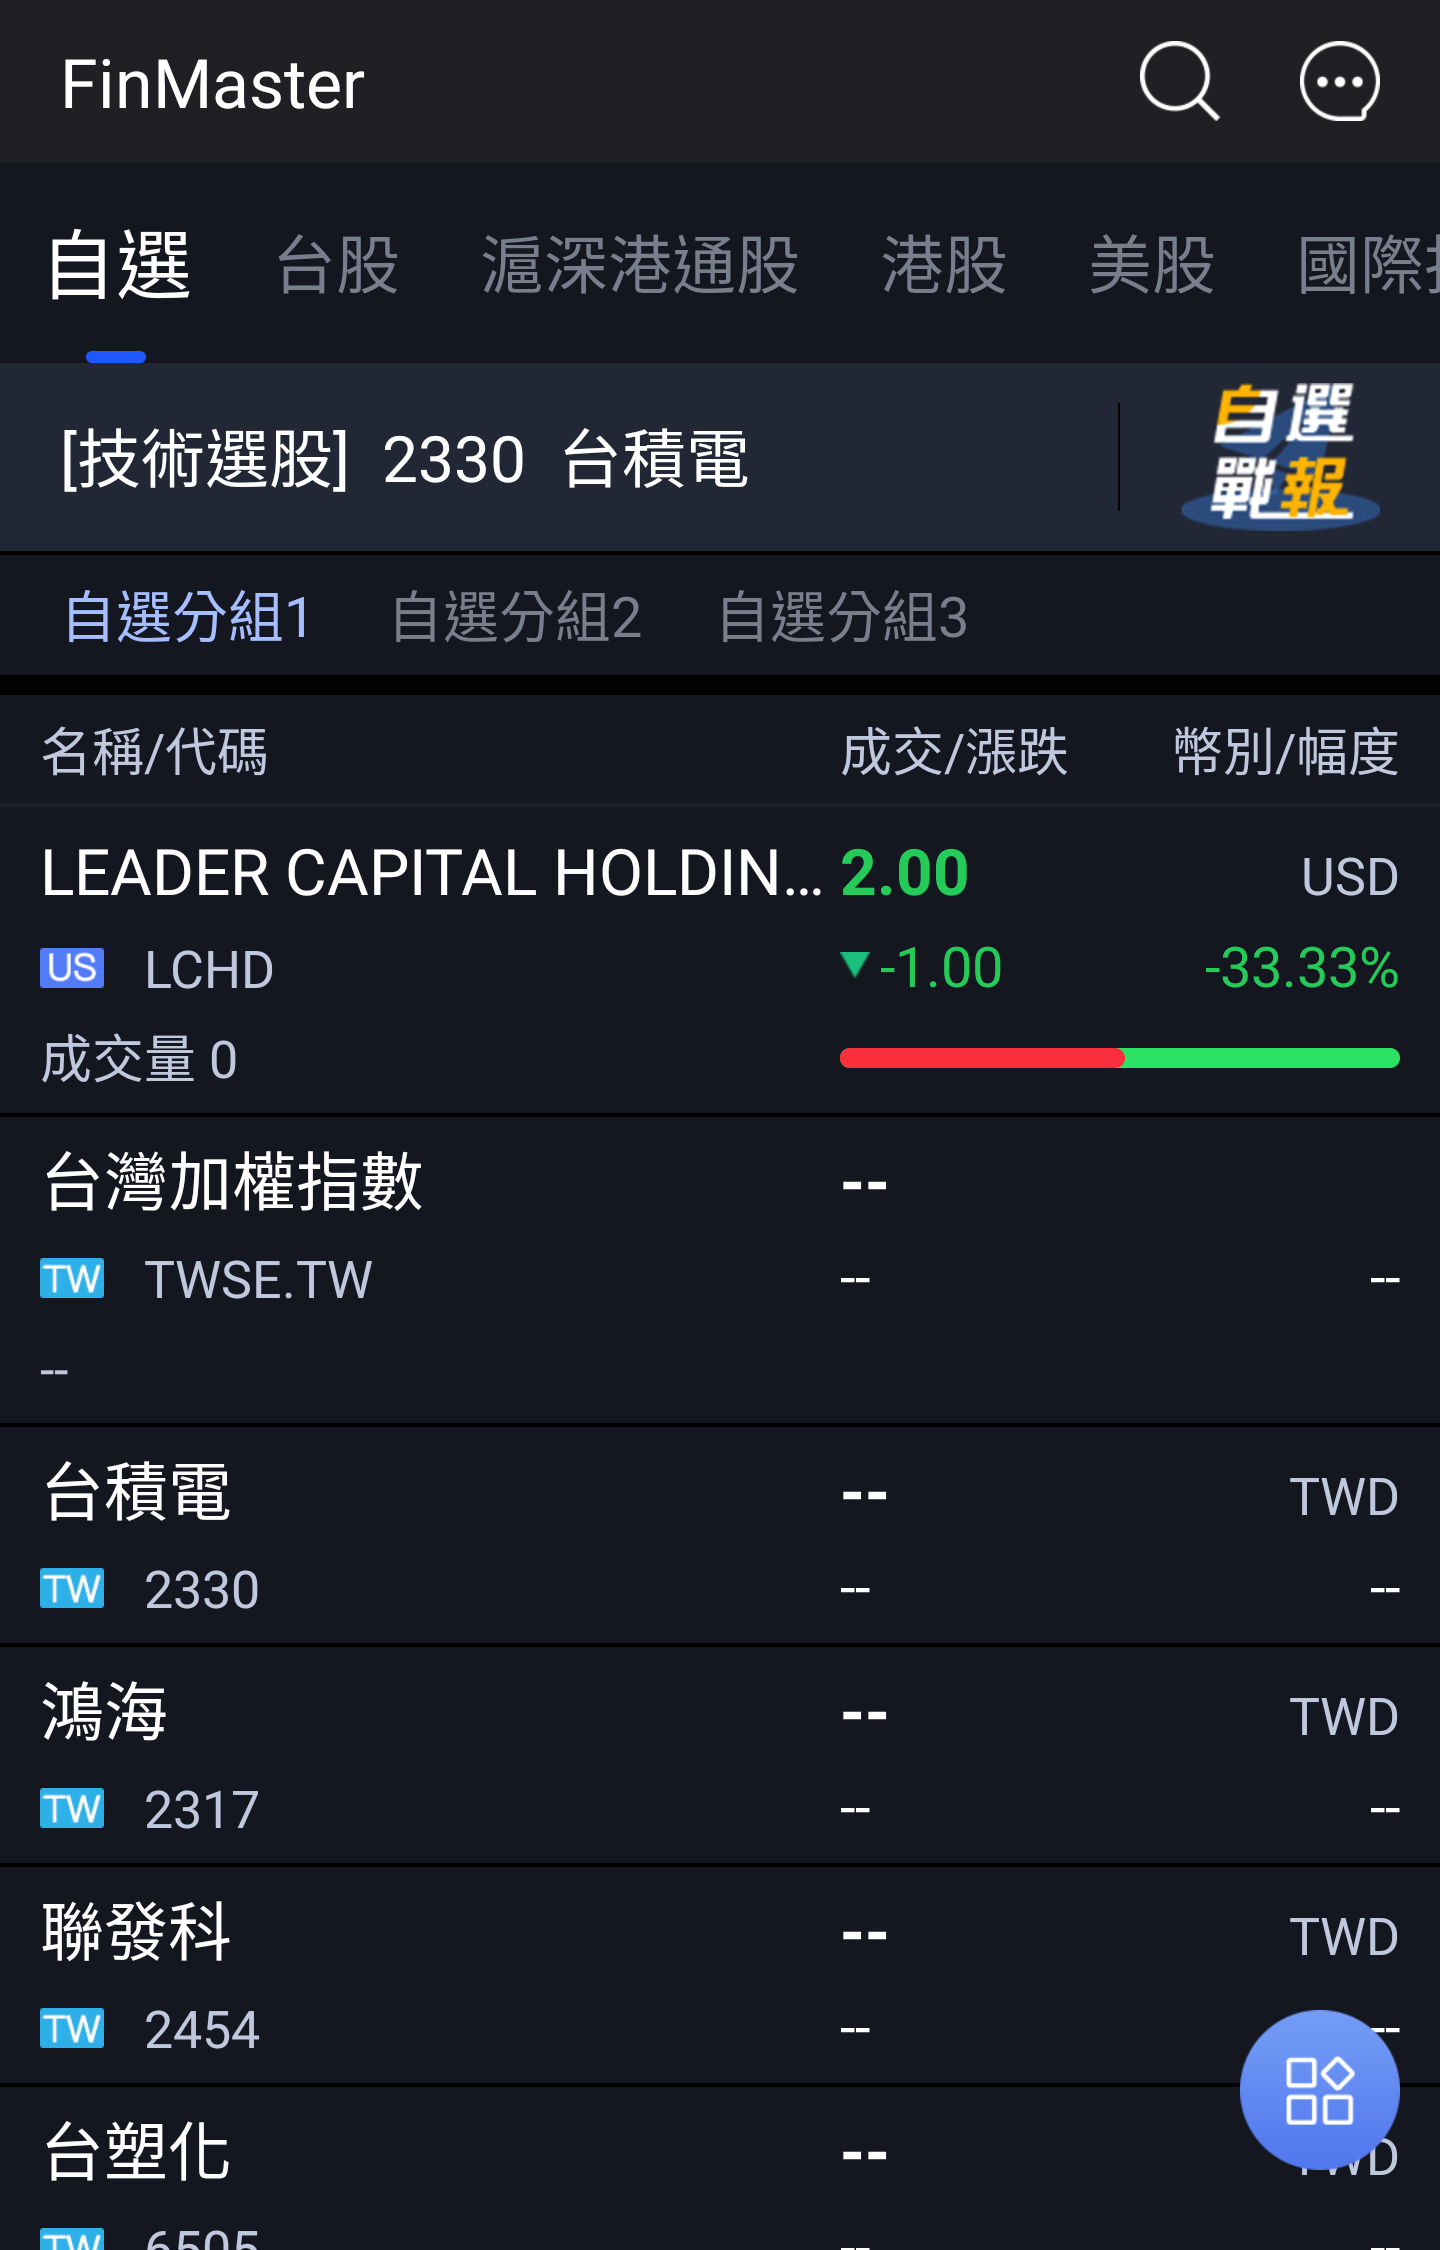 FinMaster
自選 台股 滬深港通股 港股 美股 國際
[技術選股] 2330 台積電
自選
戰報
自選分組1 自選分組2 自選分組3
名稱/代碼 成交/漲跌 幣別/幅度
LEADER CAPITAL HOLDIN... 2.00 USD
US LCHD ▼-1.00 -33.33%
成交量 0
台灣加權指數 --
TW TWSE.TW -- --
--
台積電 -- TWD
TW 2330 -- --
鴻海 -- TWD
TW 2317 -- --
聯發科 -- TWD
TW 2454 -- --
台塑化 -- TWD
TW 6505 -- --